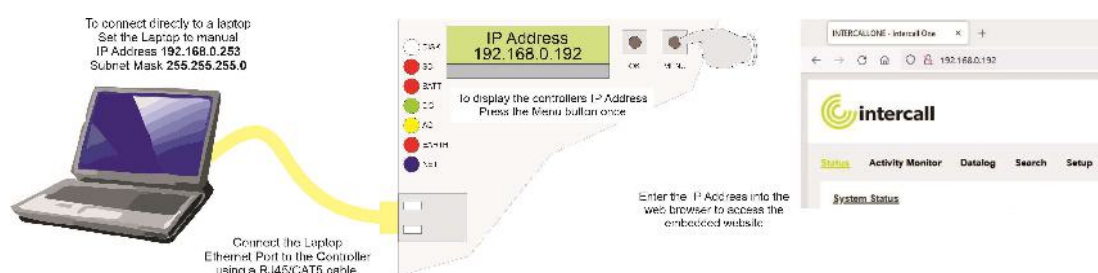 To connect directly to a laptop
Set the Laptop to manual
IP Address 192.168.0.253
Subnet Mask 255.255.255.0
Connect the Laptop
Ethernet Port to the Controller
using a RJ45/CAT5 cable
IP Address
192.168.0.192
BATT
EARTH
OK
MENU
To display the controllers IP Address
Press the Menu button once
Enter the IP Address into the
web browser to access the
embedded website
INTERCALLONE - intercall One
192.168.0.192
intercall
Status Activity Monitor Datalog Search Setup
System Status